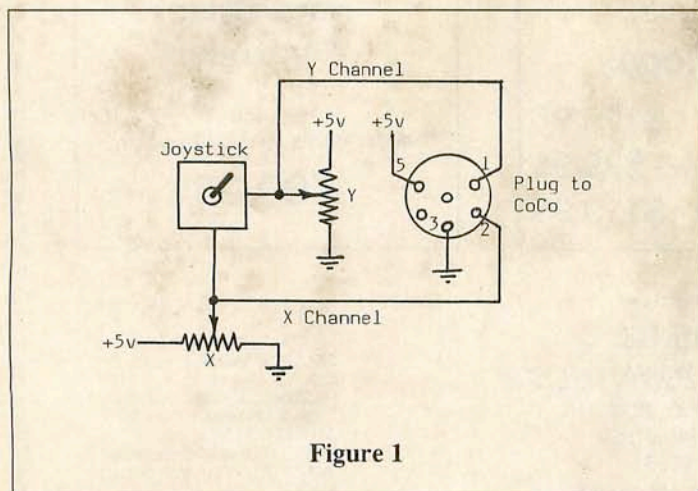 Y Channel
+5v
+5v
Joystick
5
1
Y
Plug to
CoCo
3
2
X Channel
+5v
X
Figure 1